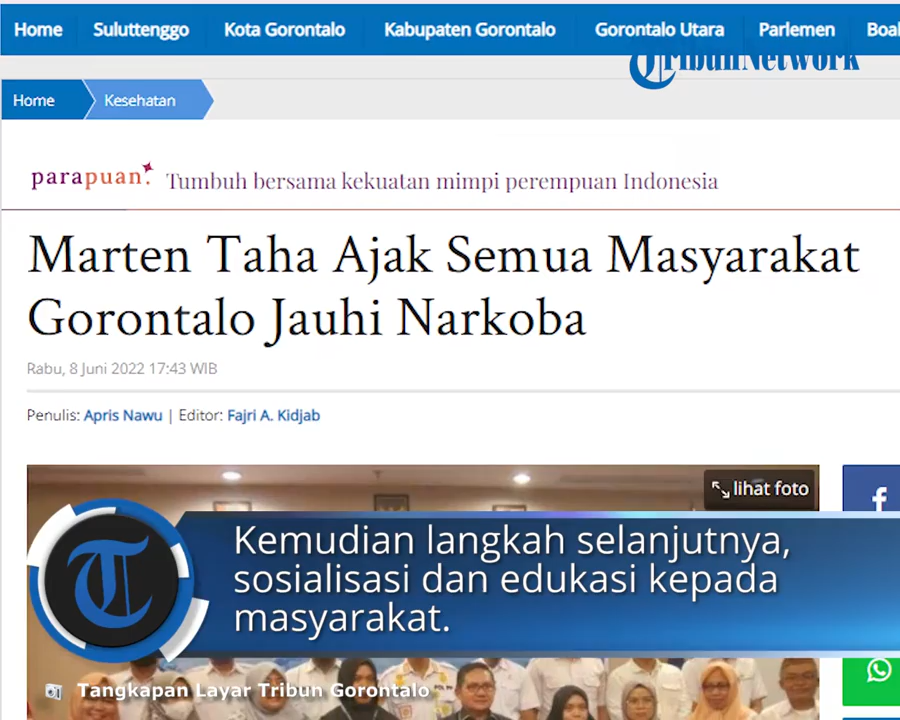 Home Suluttenggo Kota Gorontalo Kabupaten Gorontalo Gorontalo Utara Parlemen Boal
TribunNetwork
Home Kesehatan
parapuan. Tumbuh bersama kekuatan mimpi perempuan Indonesia
Marten Taha Ajak Semua Masyarakat
Gorontalo Jauhi Narkoba
Rabu, 8 Juni 2022 17:43 WIB
Penulis: Apris Nawu | Editor: Fajri A. Kidjab
lihat foto
Kemudian langkah selanjutnya,
sosialisasi dan edukasi kepada
masyarakat.
Tangkapan Layar Tribun Gorontalo